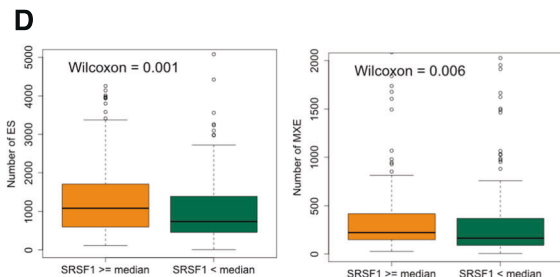 D
Wilcoxon = 0.001
Number of ES
5000
4000
3000
2000
1000
0
SRSF1 >= median
SRSF1 < median
Wilcoxon = 0.006
Number of MXE
2000
1500
1000
500
0
SRSF1 >= median
SRSF1 < median